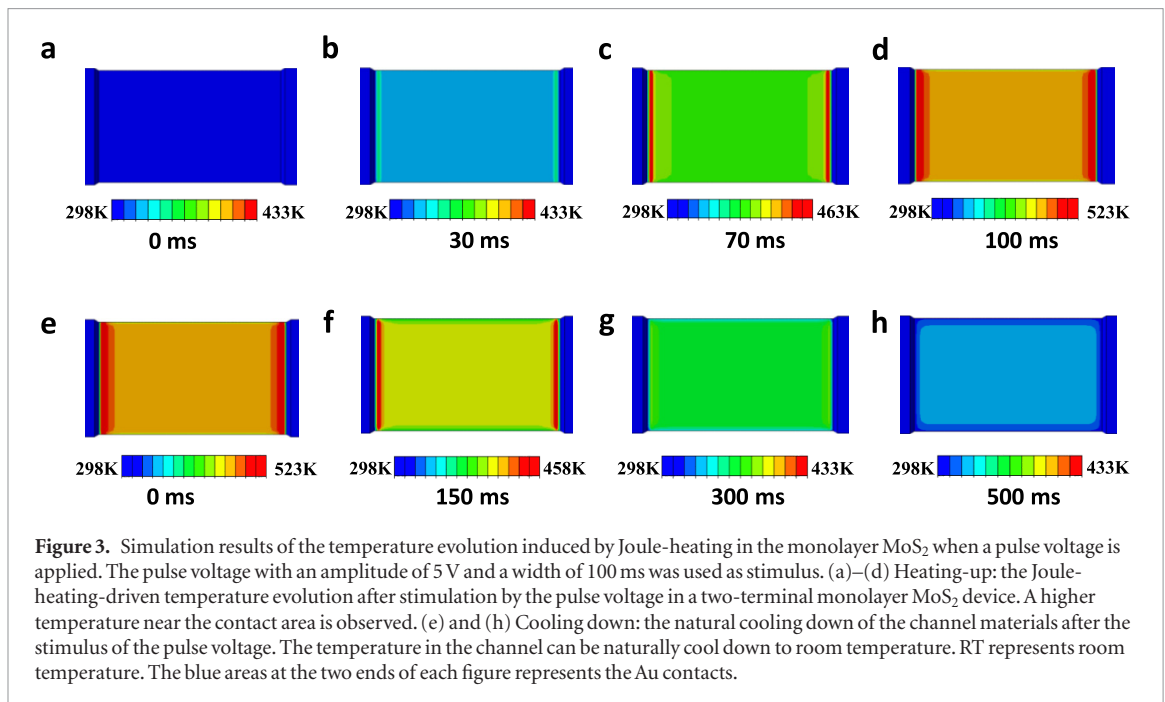 a b c d
298K 433K 298K 433K 298K 463K 298K 523K
0 ms 30 ms 70 ms 100 ms
e f g h
298K 523K 298K 458K 298K 433K 298K 433K
0 ms 150 ms 300 ms 500 ms
Figure 3. Simulation results of the temperature evolution induced by Joule-heating in the monolayer MoS₂ when a pulse voltage is
applied. The pulse voltage with an amplitude of 5 V and a width of 100 ms was used as stimulus. (a)–(d) Heating-up: the Joule-
heating-driven temperature evolution after stimulation by the pulse voltage in a two-terminal monolayer MoS₂ device. A higher
temperature near the contact area is observed. (e) and (h) Cooling down: the natural cooling down of the channel materials after the
stimulus of the pulse voltage. The temperature in the channel can be naturally cool down to room temperature. RT represents room
temperature. The blue areas at the two ends of each figure represents the Au contacts.